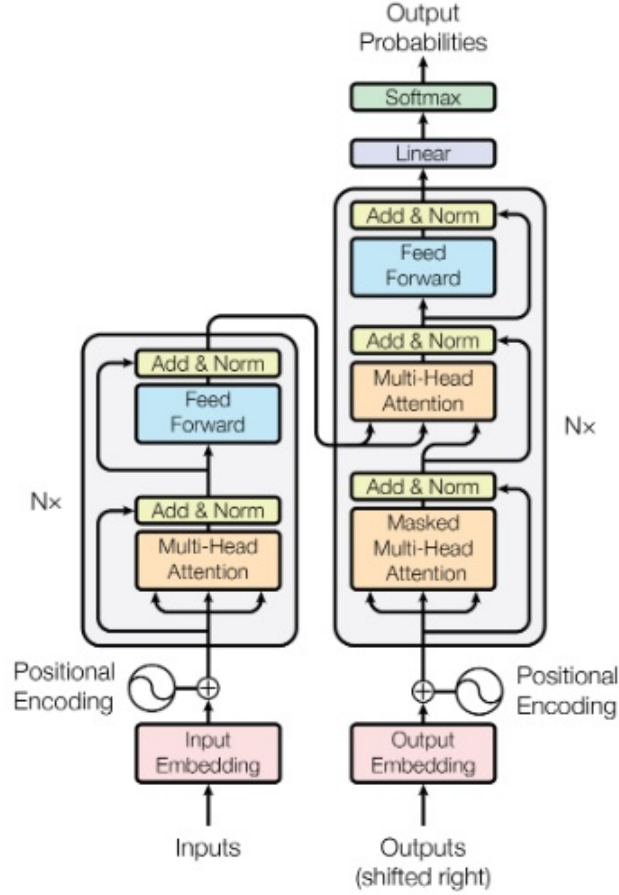 Output
Probabilities
Softmax
Linear
Add & Norm
Feed
Forward
Add & Norm
Multi-Head
Attention
Add & Norm
Masked
Multi-Head
Attention
Nx
Positional
Encoding
Output
Embedding
Outputs
(shifted right)
Add & Norm
Feed
Forward
Add & Norm
Multi-Head
Attention
Nx
Positional
Encoding
Input
Embedding
Inputs